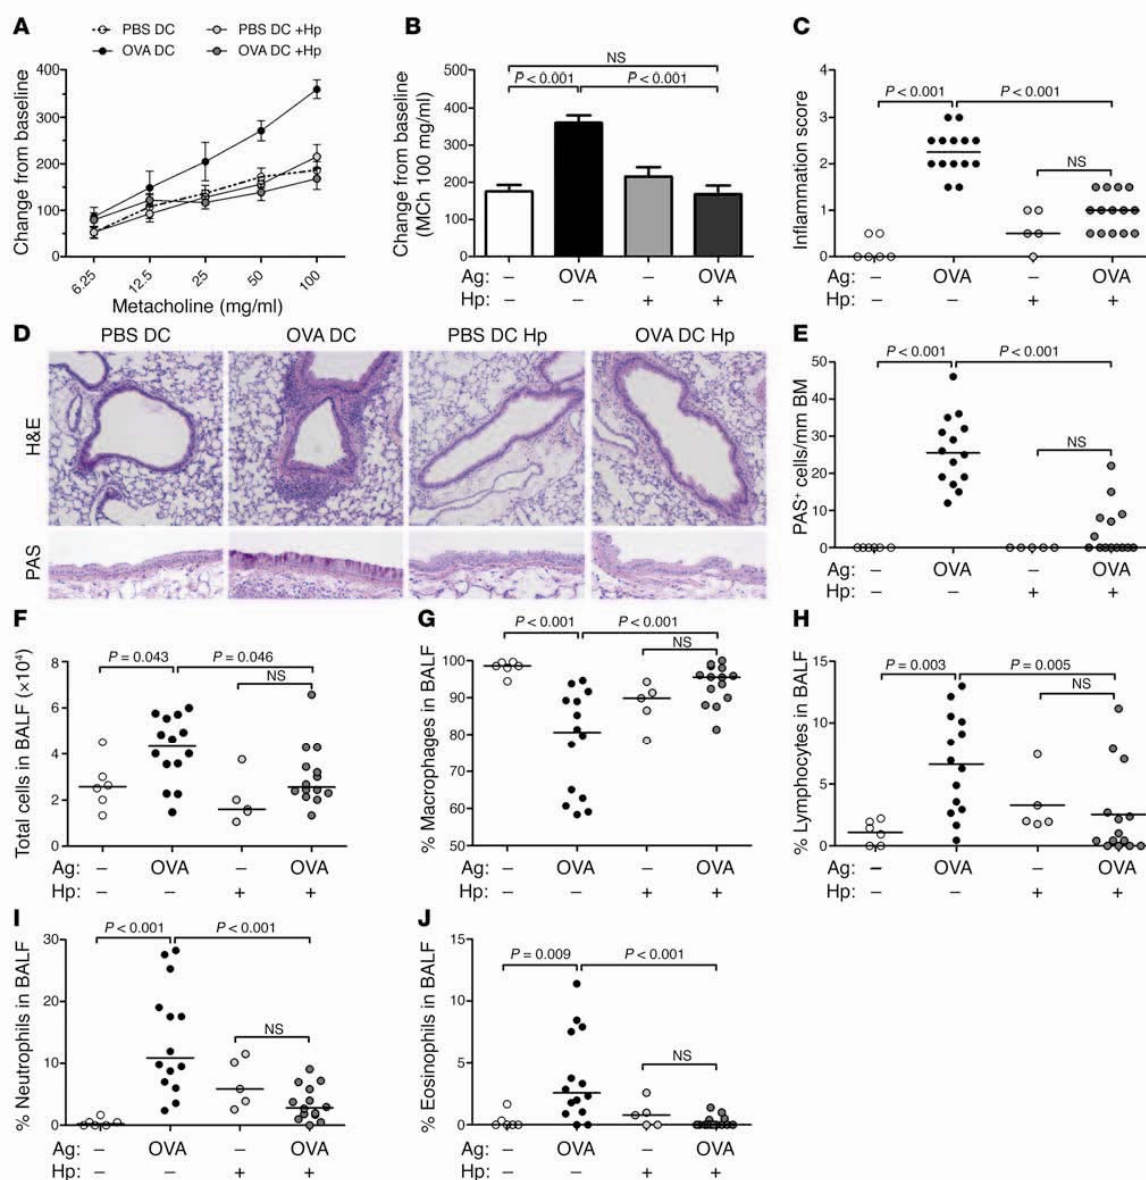 A
PBS DC
PBS DC +Hp
OVA DC
OVA DC +Hp
Change from baseline
400
300
200
100
0
6.25
12.5
25
50
100
Metacholine (mg/ml)
B
NS
P < 0.001
P < 0.001
Change from baseline
(MCh 100 mg/ml)
500
400
300
200
100
0
Ag: – OVA – OVA
Hp: – – + +
C
Inflammation score
4
3
2
1
0
P < 0.001
P < 0.001
NS
Ag: – OVA – OVA
Hp: – – + +
D
PBS DC
OVA DC
PBS DC Hp
OVA DC Hp
H&E
PAS
E
PAS+ cells/mm BM
50
40
30
20
10
0
P < 0.001
P < 0.001
NS
Ag: – OVA – OVA
Hp: – – + +
F
Total cells in BALF (×10⁴)
8
6
4
2
0
P = 0.043
P = 0.046
NS
Ag: – OVA – OVA
Hp: – – + +
G
% Macrophages in BALF
100
90
80
70
60
50
P < 0.001
P < 0.001
NS
Ag: – OVA – OVA
Hp: – – + +
H
% Lymphocytes in BALF
15
10
5
0
P = 0.003
P = 0.005
NS
Ag: – OVA – OVA
Hp: – – + +
I
% Neutrophils in BALF
30
20
10
0
P < 0.001
P < 0.001
NS
Ag: – OVA – OVA
Hp: – – + +
J
% Eosinophils in BALF
15
10
5
0
P = 0.009
P < 0.001
NS
Ag: – OVA – OVA
Hp: – – + +